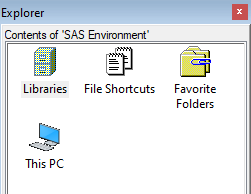 Explorer
Contents of 'SAS Environment'
Libraries
File Shortcuts
Favorite
Folders
This PC